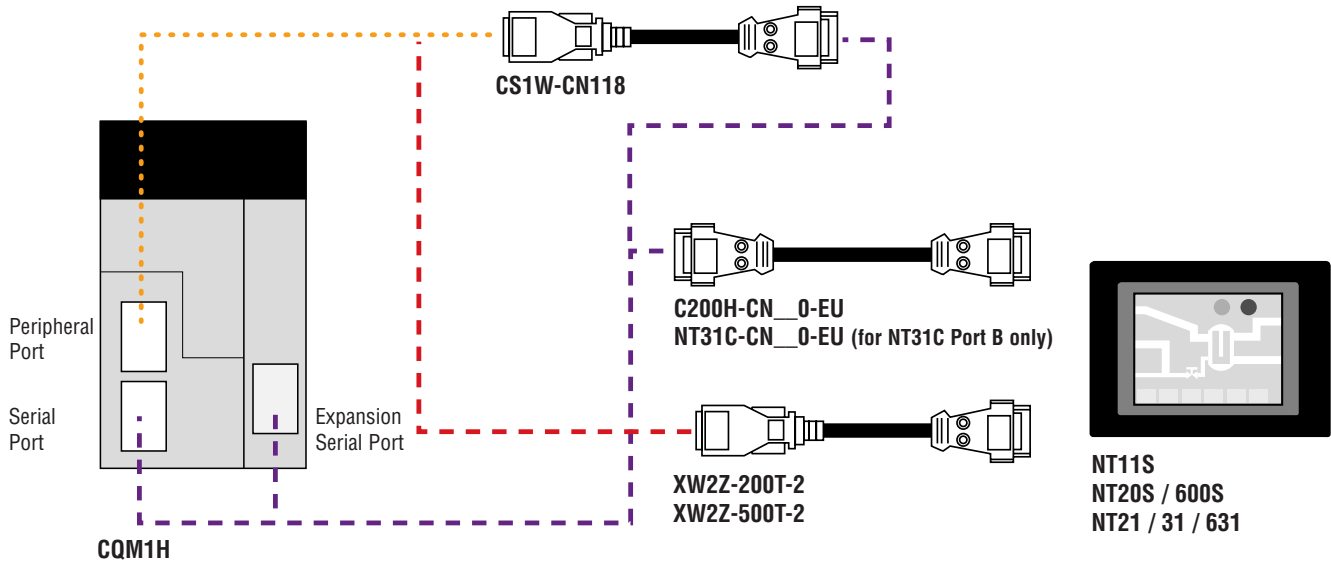 CS1W-CN118
Peripheral
Port
Serial
Port
Expansion
Serial Port
CQM1H
C200H-CN__0-EU
NT31C-CN__0-EU (for NT31C Port B only)
XW2Z-200T-2
XW2Z-500T-2
NT11S
NT20S / 600S
NT21 / 31 / 631